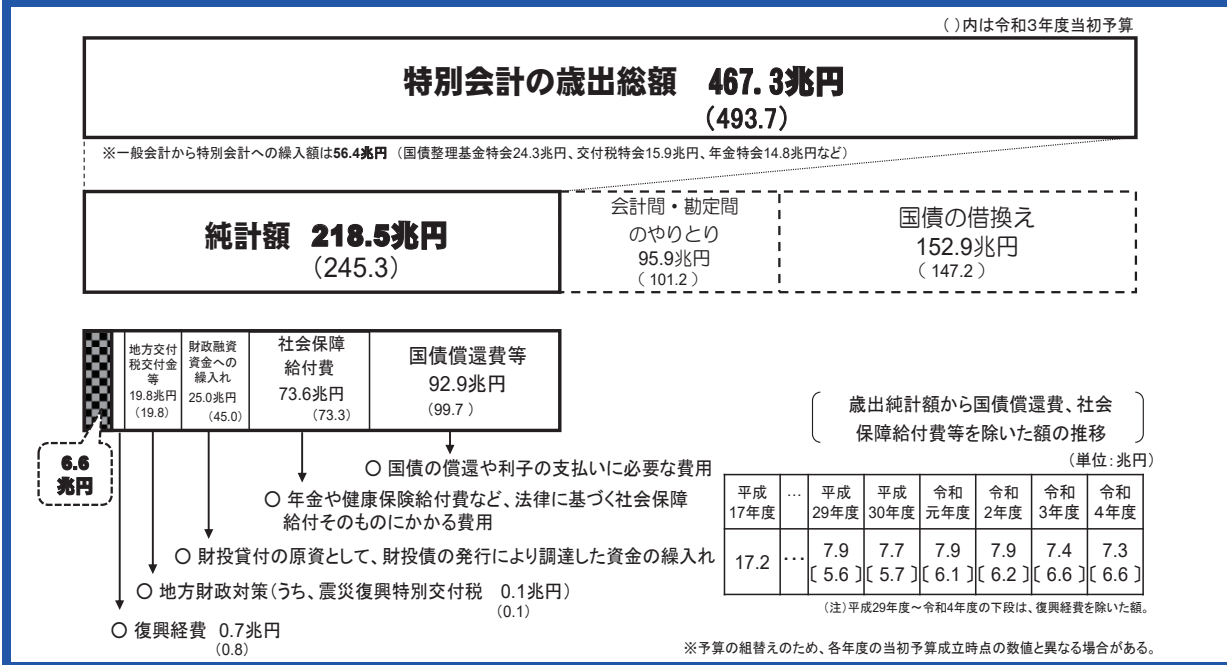 ( )内は令和3年度当初予算
特別会計の歳出総額 467.3兆円
(493.7)
※一般会計から特別会計への繰入額は56.4兆円 (国債整理基金特会24.3兆円、交付税特会15.9兆円、年金特会14.8兆円など)
純計額 218.5兆円
(245.3)
会計間・勘定間
のやりとり
95.9兆円
( 101.2 )
国債の借換え
152.9兆円
( 147.2 )
地方交付
税交付金
等
19.8兆円
(19.8)
財政融資
資金への
繰入れ
25.0兆円
(45.0)
社会保障
給付費
73.6兆円
(73.3)
国債償還費等
92.9兆円
(99.7 )
6.6
兆円
○ 国債の償還や利子の支払いに必要な費用
○ 年金や健康保険給付費など、法律に基づく社会保障
給付そのものにかかる費用
○ 財投貸付の原資として、財投債の発行により調達した資金の繰入れ
○ 地方財政対策(うち、震災復興特別交付税 0.1兆円)
(0.1)
○ 復興経費 0.7兆円
(0.8)
歳出純計額から国債償還費、社会
保障給付費等を除いた額の推移
(単位:兆円)
平成 … 平成 平成 令和 令和 令和 令和
17年度 29年度 30年度 元年度 2年度 3年度 4年度
17.2 … 7.9 7.7 7.9 7.9 7.4 7.3
〔 5.6 〕〔 5.7 〕〔 6.1 〕〔 6.2 〕〔 6.6 〕〔 6.6 〕
(注)平成29年度~令和4年度の下段は、復興経費を除いた額。
※予算の組替えのため、各年度の当初予算成立時点の数値と異なる場合がある。